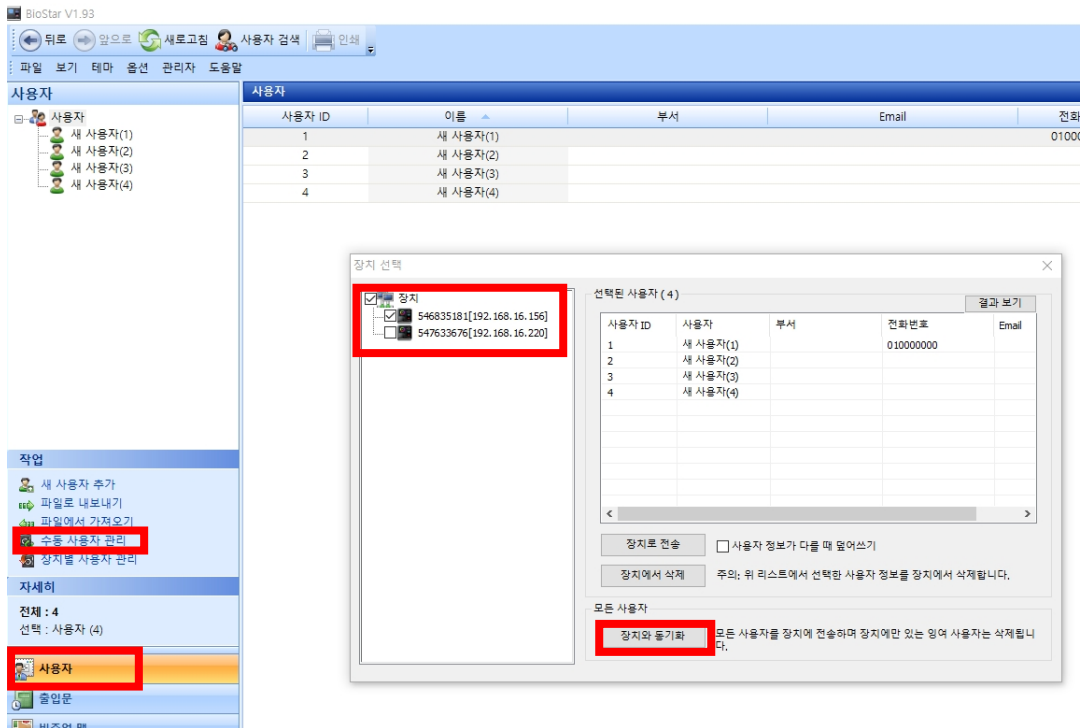 BioStar V1.93
뒤로 앞으로 새로고침 사용자 검색 인쇄
파일 보기 테마 옵션 관리자 도움말
사용자
사용자
새 사용자(1)
새 사용자(2)
새 사용자(3)
새 사용자(4)
사용자
사용자 ID 이름 부서 Email 전화
1 새 사용자(1) 0100
2 새 사용자(2)
3 새 사용자(3)
4 새 사용자(4)
장치 선택
장치
546835181[192.168.16.156]
547633676[192.168.16.220]
선택된 사용자 (4)
결과 보기
사용자 ID 사용자 부서 전화번호 Email
1 새 사용자(1) 010000000
2 새 사용자(2)
3 새 사용자(3)
4 새 사용자(4)
장치로 전송 사용자 정보가 다를 때 덮어쓰기
장치에서 삭제 주의: 위 리스트에서 선택한 사용자 정보를 장치에서 삭제합니다.
모든 사용자
장치와 동기화 모든 사용자를 장치에 전송하며 장치에만 있는 잉여 사용자는 삭제됩니
다.
작업
새 사용자 추가
파일로 내보내기
파일에서 가져오기
수동 사용자 관리
장치별 사용자 관리
자세히
전체 : 4
선택 : 사용자 (4)
사용자
출입문
비주얼 맵